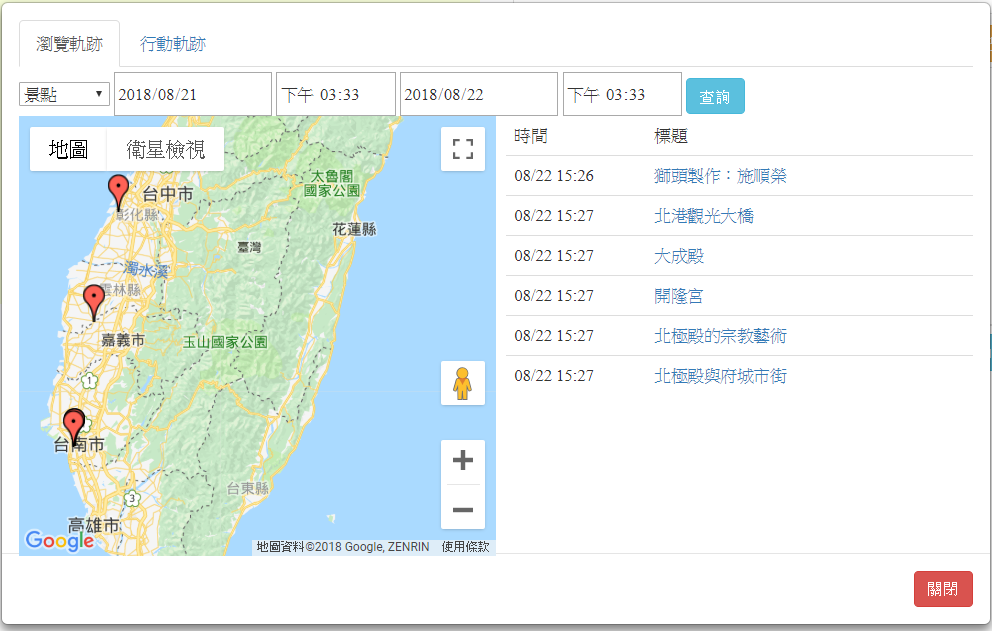 瀏覽軌跡 行動軌跡
景點 2018/08/21 下午 03:33 2018/08/22 下午 03:33 查詢
地圖 衛星檢視
太魯閣
國家公園
台中市
彰化縣
花蓮縣
臺灣
濁水溪
雲林縣
嘉義市
玉山國家公園
1
台南市
台東縣
3
高雄市
Google
地圖資料©2018 Google, ZENRIN 使用條款
時間 標題
08/22 15:26 獅頭製作：施順榮
08/22 15:27 北港觀光大橋
08/22 15:27 大成殿
08/22 15:27 開隆宮
08/22 15:27 北極殿的宗教藝術
08/22 15:27 北極殿與府城市街
關閉